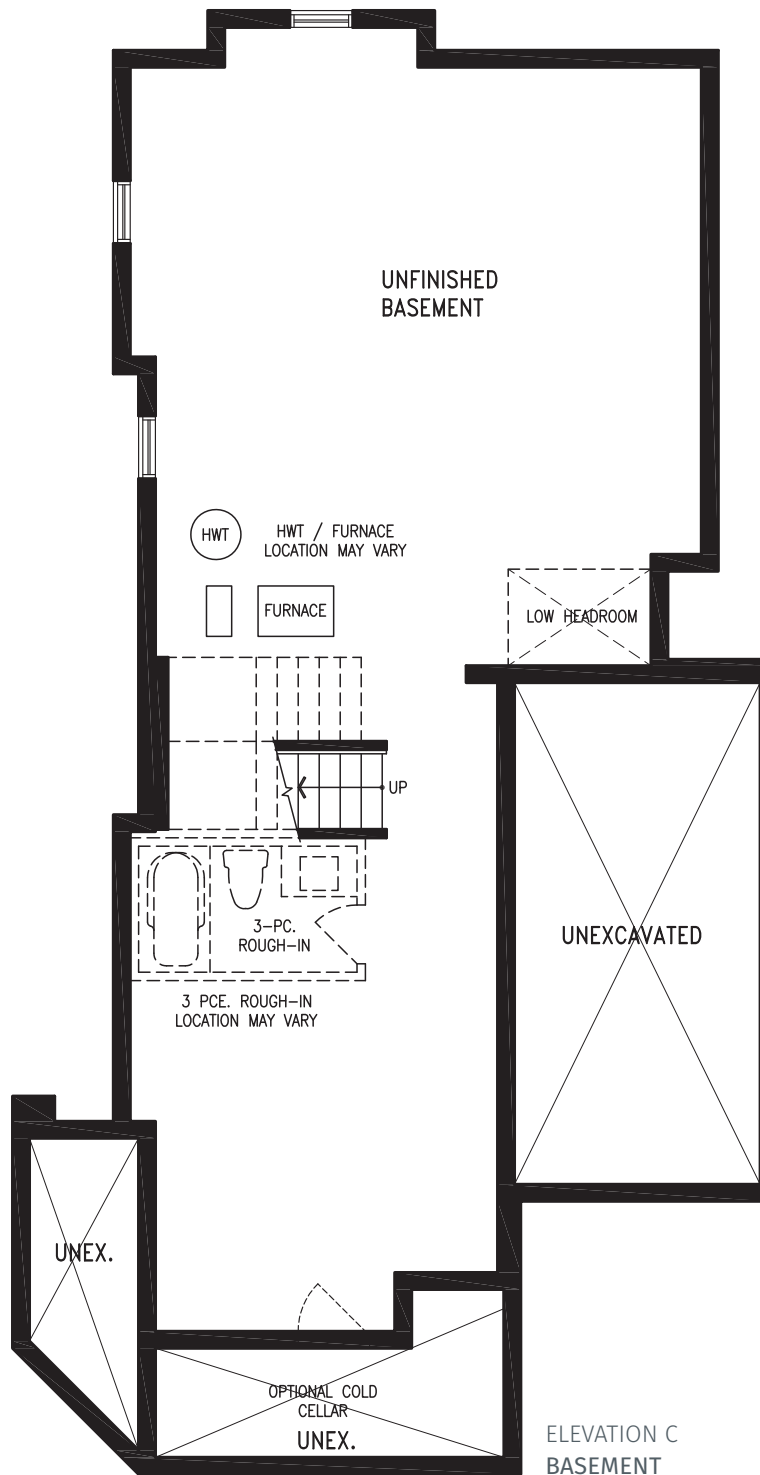 UNFINISHED
BASEMENT
HWT
HWT / FURNACE
LOCATION MAY VARY
FURNACE
LOW HEADROOM
UP
3-PC.
ROUGH-IN
UNEXCAVATED
3 PCE. ROUGH-IN
LOCATION MAY VARY
UNEX.
OPTIONAL COLD
CELLAR
UNEX.
ELEVATION C
BASEMENT